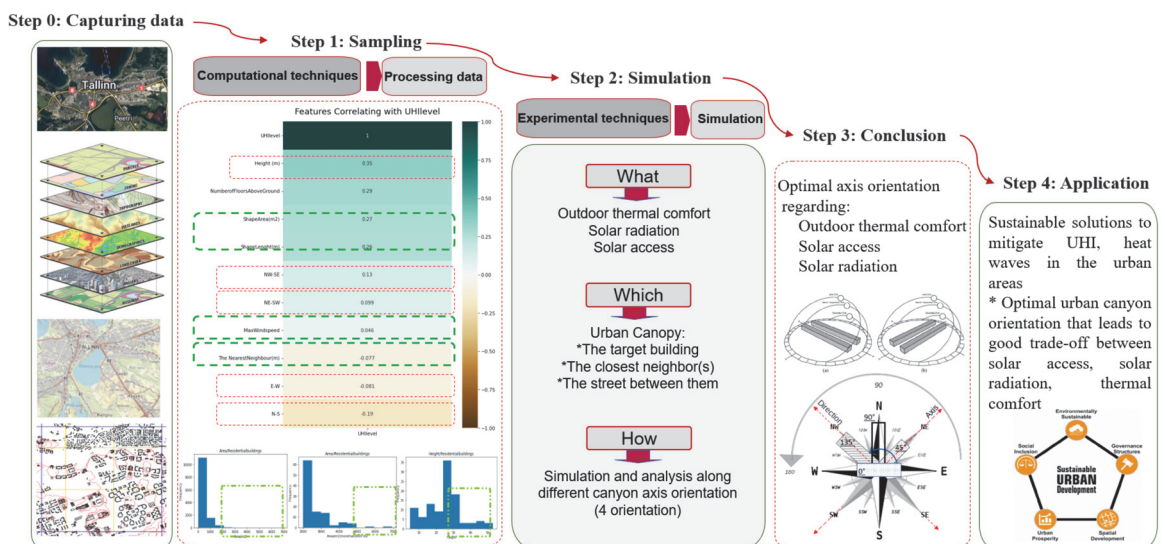 Step 0: Capturing data
Tallinn
Peetri
Step 1: Sampling
Computational techniques
Processing data
Features Correlating with UHIlevel
UHIlevel
1
Height (m)
0.35
NumberofFloorsAboveGround
0.29
ShapeArea(m2)
0.27
ShapeLenght(m)
0.26
NW-SE
0.13
NE-SW
0.099
MaxWindspeed
0.046
The NearestNeighbour(m)
-0.077
E-W
-0.081
N-S
-0.19
UHIlevel
1.00
0.75
0.50
0.25
0.00
-0.25
-0.50
-0.75
-1.00
Step 2: Simulation
Experimental techniques
Simulation
What
Outdoor thermal comfort
Solar radiation
Solar access
Which
Urban Canopy:
*The target building
*The closest neighbor(s)
*The street between them
How
Simulation and analysis along
different canyon axis orientation
(4 orientation)
Step 3: Conclusion
Optimal axis orientation
regarding:
Outdoor thermal comfort
Solar access
Solar radiation
(a)
(b)
90
180
Direction
Axis
N
90°
NW
NE
135°
45°
W
0°
E
SW
SE
S
Step 4: Application
Sustainable solutions to
mitigate UHI, heat
waves in the urban
areas
* Optimal urban canyon
orientation that leads to
good trade-off between
solar access, solar
radiation, thermal
comfort
Environmentally
Sustainable
Social
Inclusion
Governance
Structures
Sustainable
URBAN
Development
Urban
Prosperity
Spatial
Development